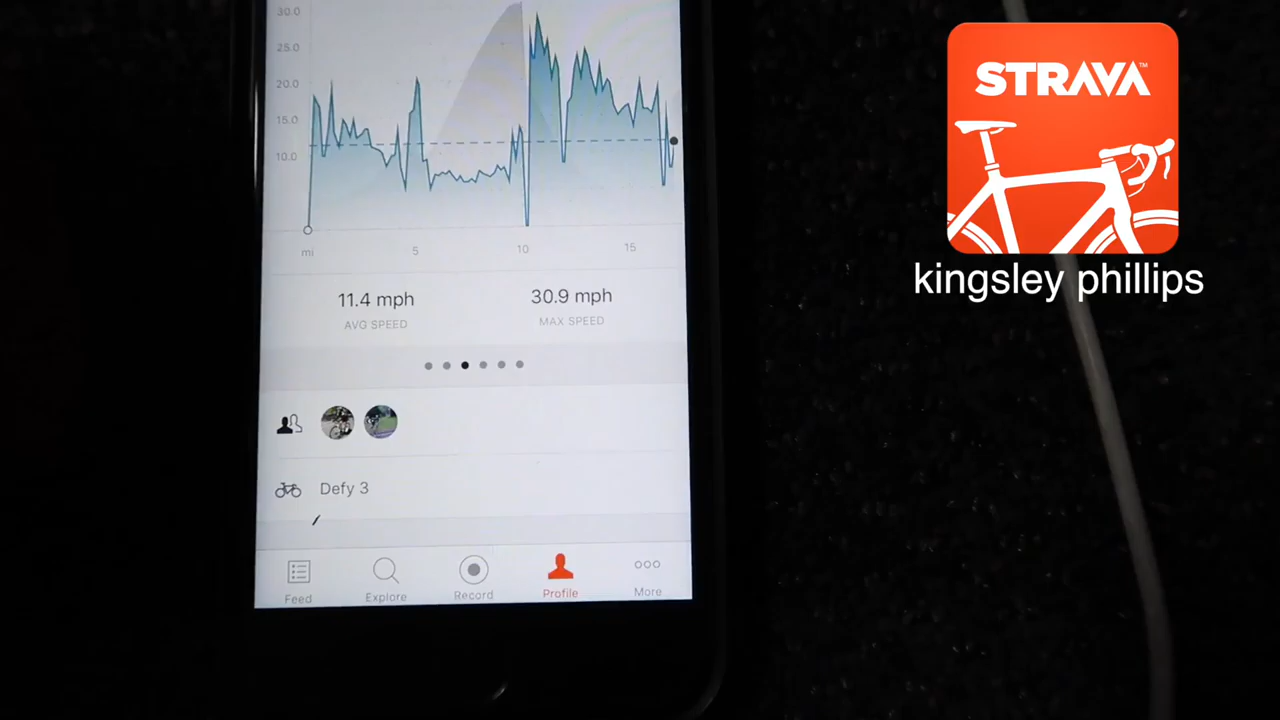 30.0
25.0
20.0
15.0
10.0
mi 5 10 15
11.4 mph 30.9 mph
AVG SPEED MAX SPEED
Defy 3
Feed Explore Record Profile More
STRAVA™
kingsley phillips